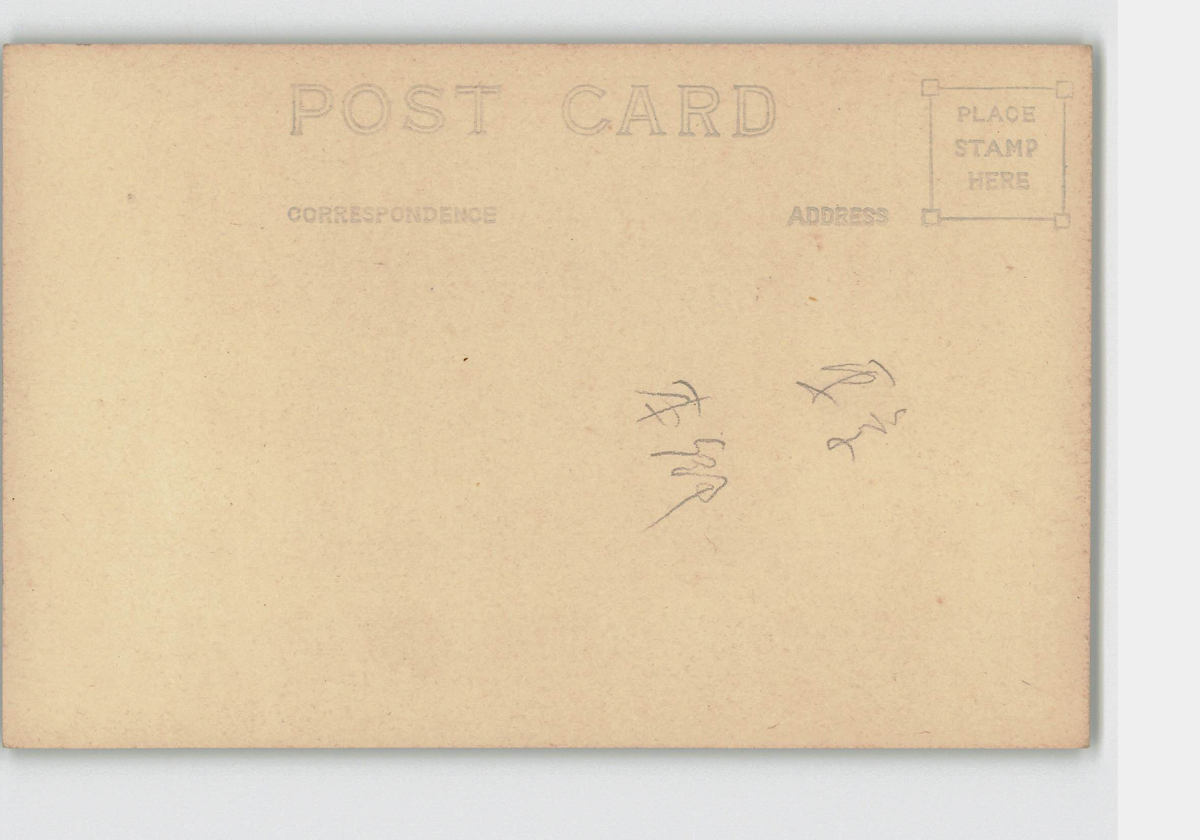 POST CARD
PLACE
STAMP
HERE
CORRESPONDENCE
ADDRESS